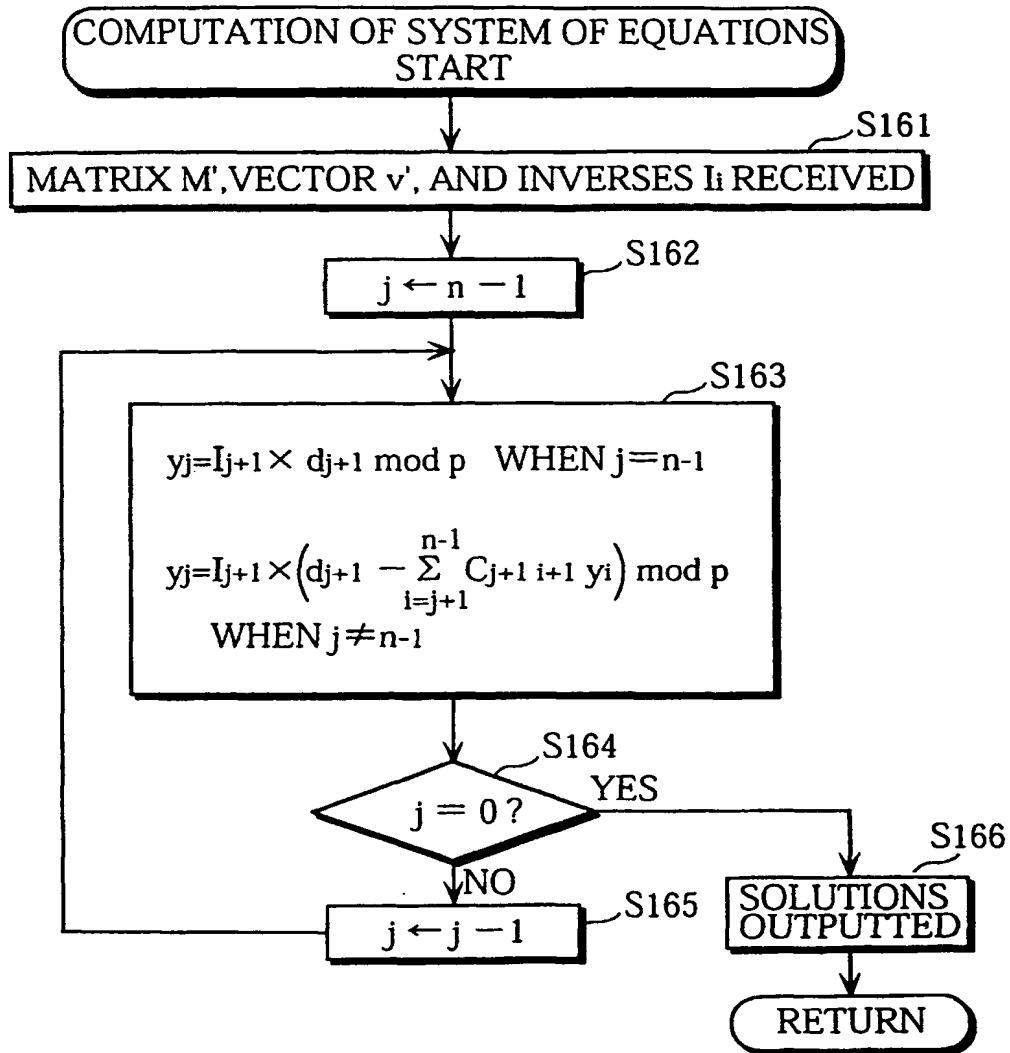 COMPUTATION OF SYSTEM OF EQUATIONS
START
S161
MATRIX M',VECTOR v', AND INVERSES Ii RECEIVED
S162
j ← n − 1
S163
yj=Ij+1 × dj+1 mod p WHEN j=n-1
n-1
yj=Ij+1 ×(dj+1 − Σ Cj+1 i+1 yi) mod p
i=j+1
WHEN j≠n-1
S164
j = 0 ?
YES
NO
S165
j ← j − 1
S166
SOLUTIONS
OUTPUTTED
RETURN